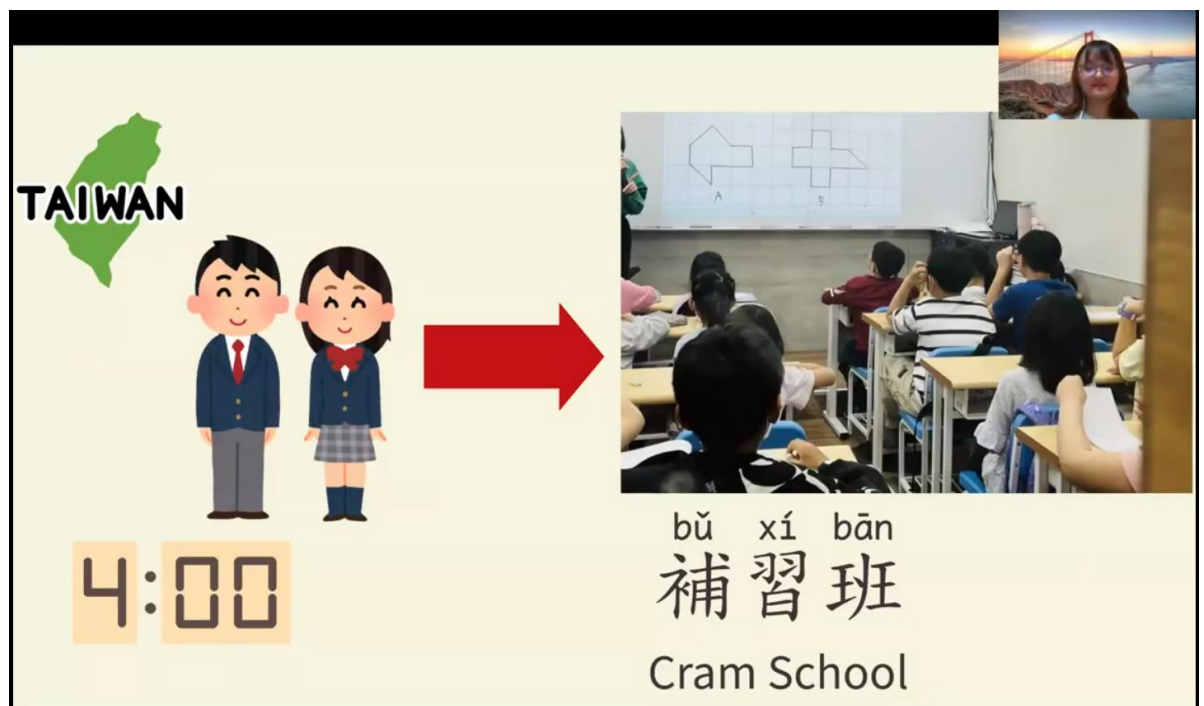 TAIWAN
A B
4:00
bǔ xí bān
補習班
Cram School